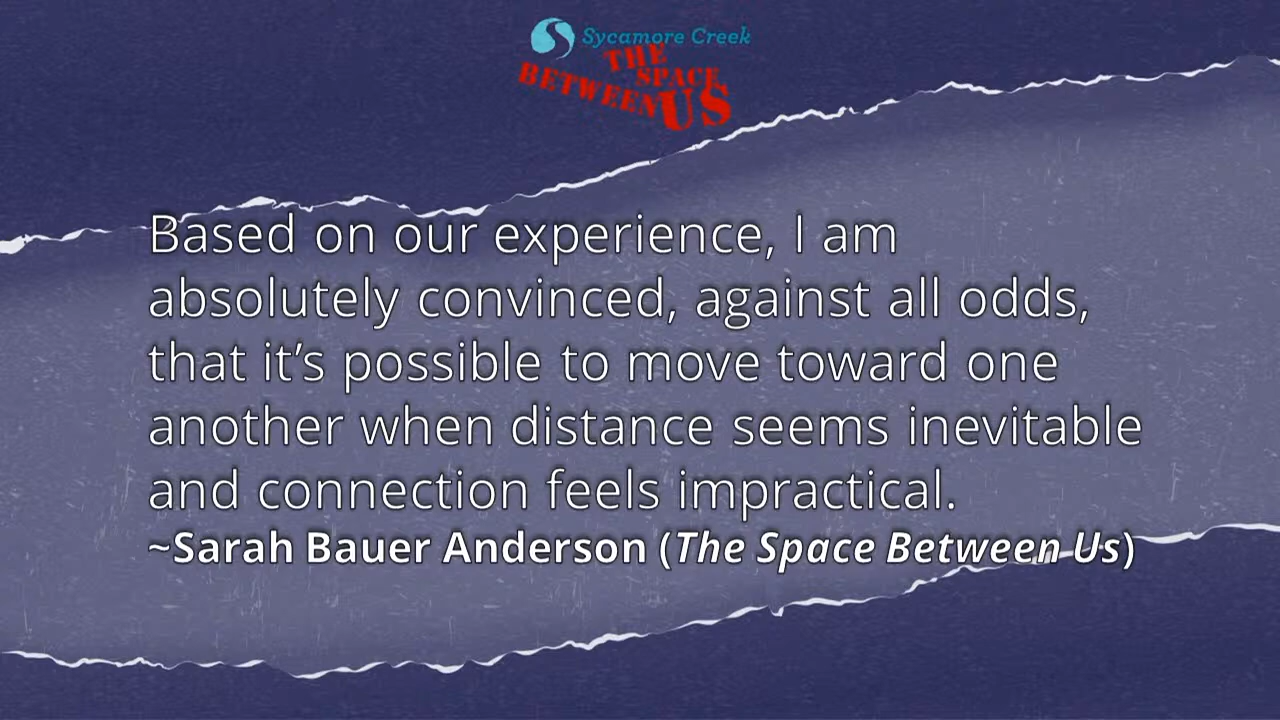 Sycamore Creek
THE
SPACE
BETWEEN US
Based on our experience, I am
absolutely convinced, against all odds,
that it’s possible to move toward one
another when distance seems inevitable
and connection feels impractical.
~Sarah Bauer Anderson (The Space Between Us)